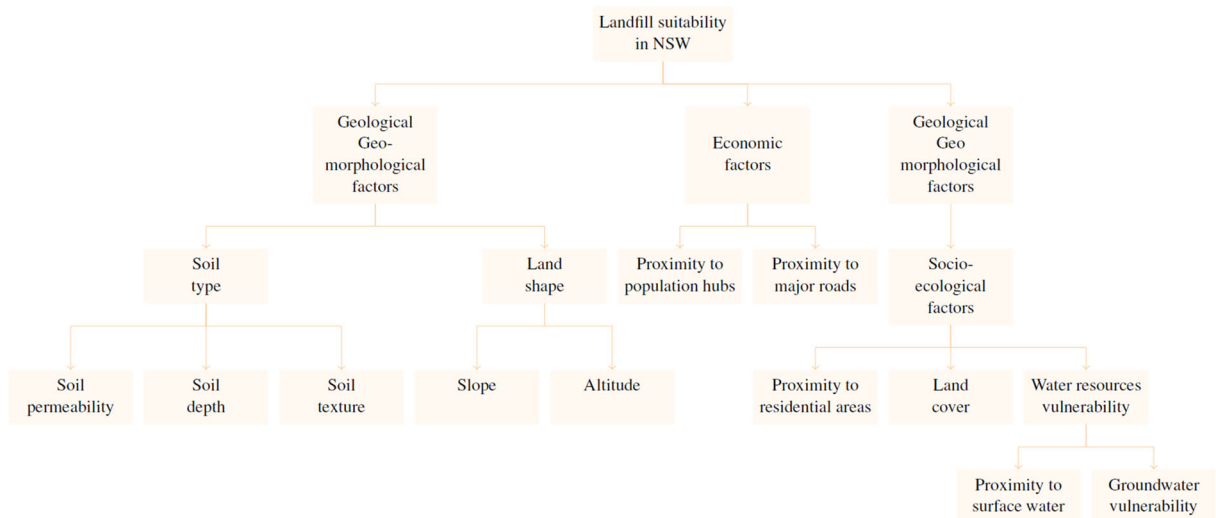 Landfill suitability
in NSW
Geological
Geo-
morphological
factors
Economic
factors
Geological
Geo
morphological
factors
Soil
type
Land
shape
Proximity to
population hubs
Proximity to
major roads
Socio-
ecological
factors
Soil
permeability
Soil
depth
Soil
texture
Slope
Altitude
Proximity to
residential areas
Land
cover
Water resources
vulnerability
Proximity to
surface water
Groundwater
vulnerability